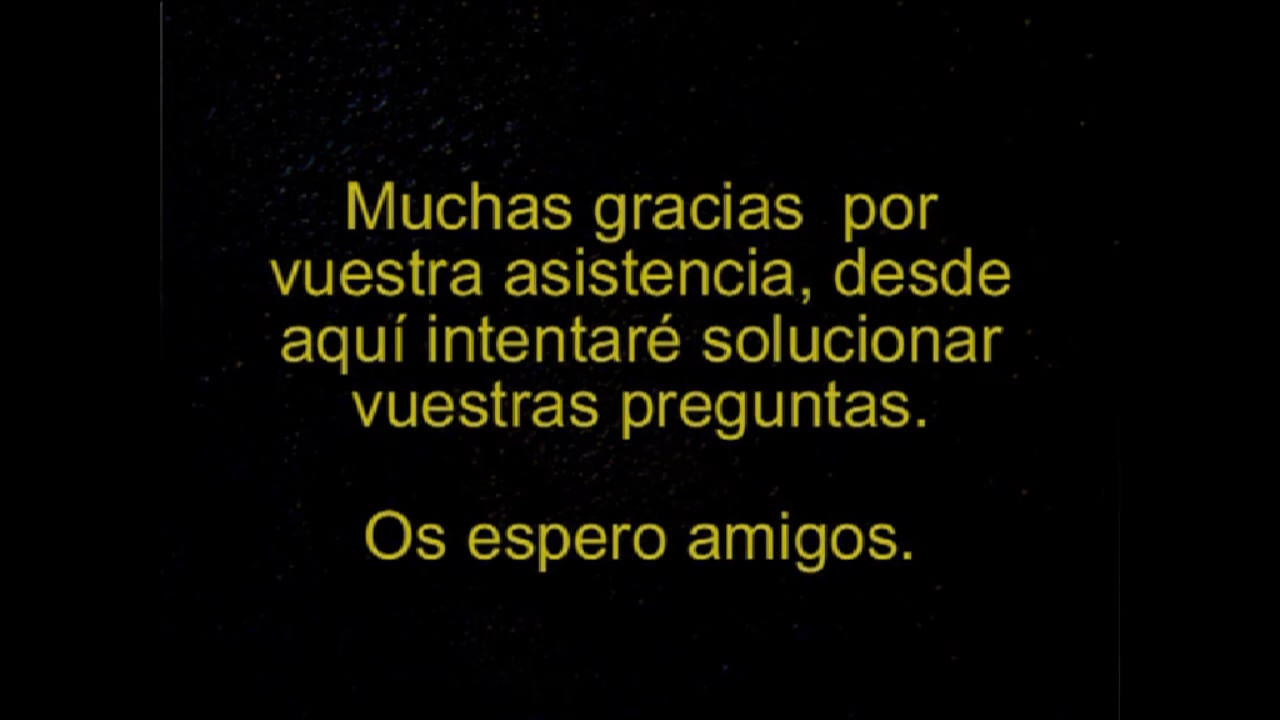 Muchas gracias por
vuestra asistencia, desde
aquí intentaré solucionar
vuestras preguntas.
Os espero amigos.